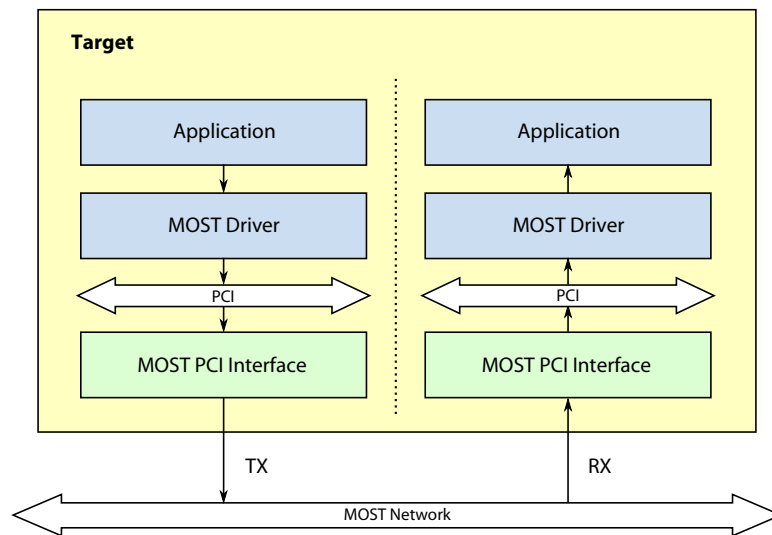 Target
Application
Application
MOST Driver
MOST Driver
PCI
PCI
MOST PCI Interface
MOST PCI Interface
TX
RX
MOST Network